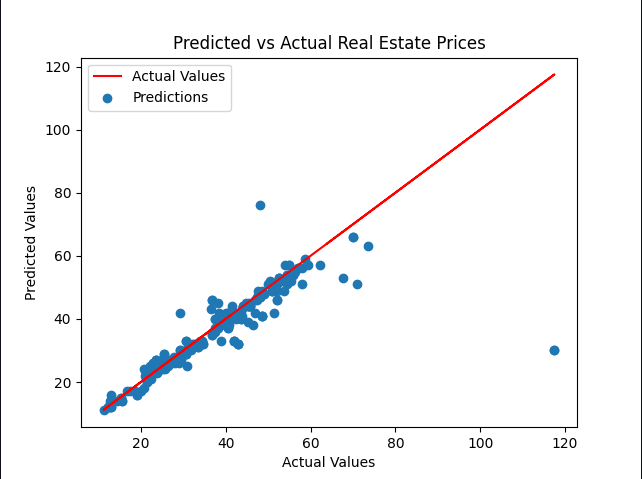 Predicted vs Actual Real Estate Prices
Actual Values
Predictions
120
100
80
60
40
20
Predicted Values
20 40 60 80 100 120
Actual Values